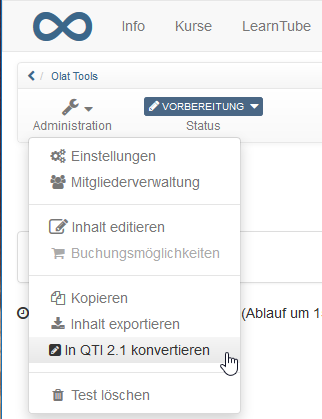 Info Kurse LearnTube
/ Olat Tools
Administration
VORBEREITUNG
Status
Einstellungen
Mitgliederverwaltung
Inhalt editieren
Buchungsmöglichkeiten
Kopieren
Inhalt exportieren
(Ablauf um
In QTI 2.1 konvertieren
Test löschen